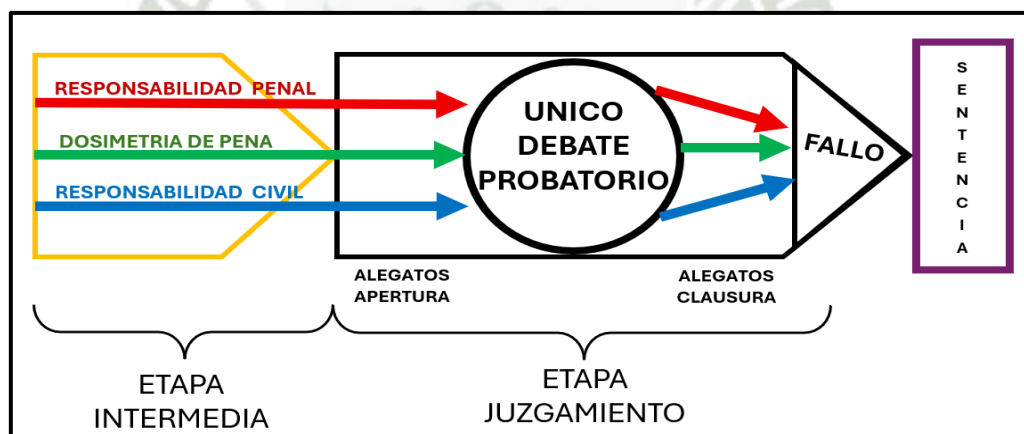 RESPONSABILIDAD PENAL
DOSIMETRIA DE PENA
RESPONSABILIDAD CIVIL
UNICO
DEBATE
PROBATORIO
FALLO
S
E
N
T
E
N
C
I
A
ALEGATOS
APERTURA
ALEGATOS
CLAUSURA
ETAPA
INTERMEDIA
ETAPA
JUZGAMIENTO